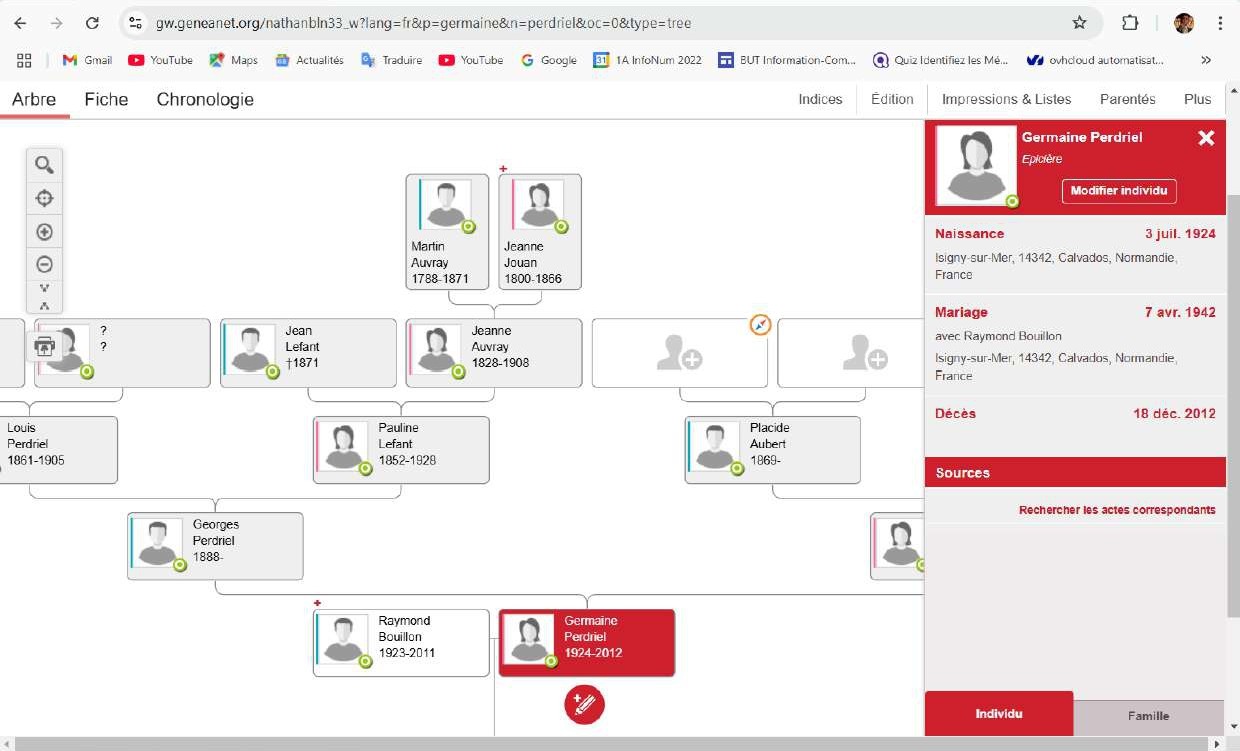 gw.geneanet.org/nathanbln33_w?lang=fr&p=germaine&n=perdriel&oc=0&type=tree
Gmail YouTube Maps Actualités Traduire YouTube Google 31 1A InfoNum 2022 BUT Information-Com... Quiz Identifiez les Mé... ovhcloud automatisat... »
Arbre Fiche Chronologie Indices Édition Impressions & Listes Parentés Plus
Martin
Auvray
1788-1871
Jeanne
Jouan
1800-1866
?
?
Jean
Lefant
†1871
Jeanne
Auvray
1828-1908
Louis
Perdriel
1861-1905
Pauline
Lefant
1852-1928
Placide
Aubert
1869-
Georges
Perdriel
1888-
Raymond
Bouillon
1923-2011
Germaine
Perdriel
1924-2012
Germaine Perdriel
Epicière
Modifier individu
Naissance 3 juil. 1924
Isigny-sur-Mer, 14342, Calvados, Normandie,
France
Mariage 7 avr. 1942
avec Raymond Bouillon
Isigny-sur-Mer, 14342, Calvados, Normandie,
France
Décès 18 déc. 2012
Sources
Rechercher les actes correspondants
Individu Famille